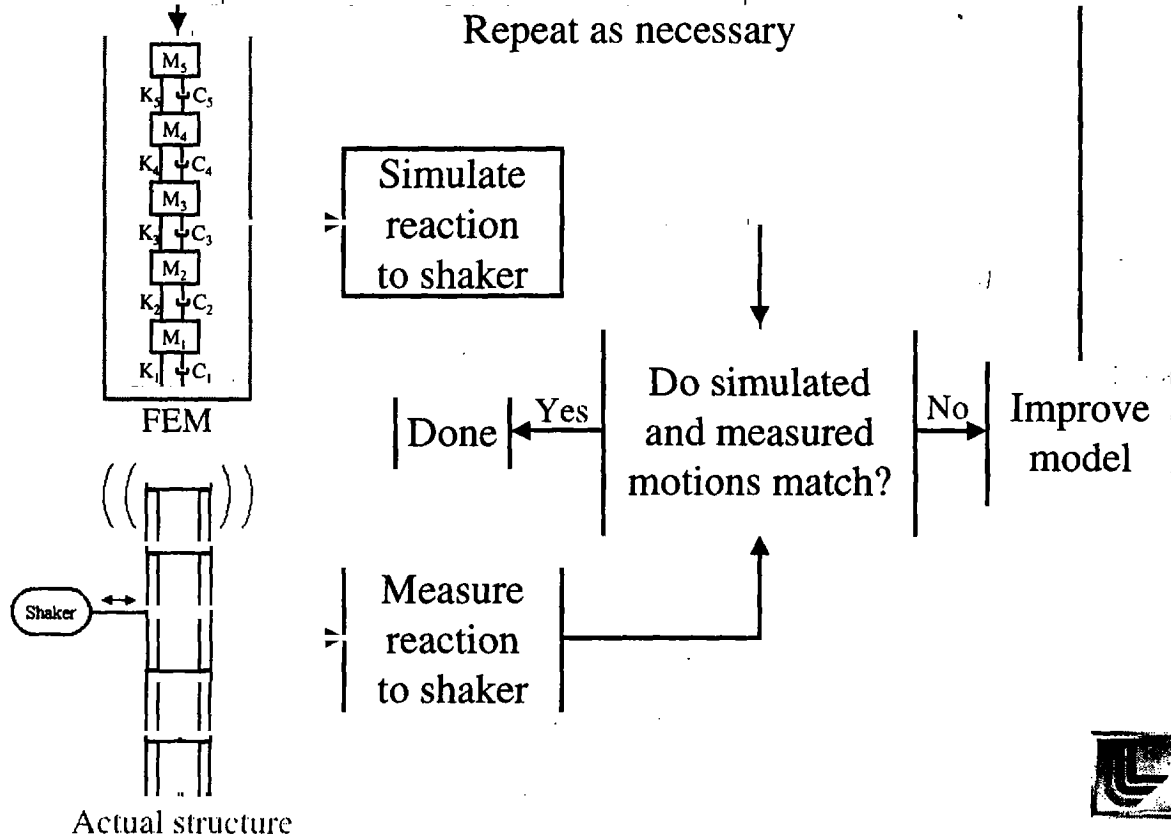 Repeat as necessary
M₅
K₅ C₅
M₄
K₄ C₄
M₃
K₃ C₃
M₂
K₂ C₂
M₁
K₁ C₁
FEM
Simulate
reaction
to shaker
Do simulated
and measured
motions match?
Yes
Done
No
Improve
model
Shaker
Measure
reaction
to shaker
Actual structure